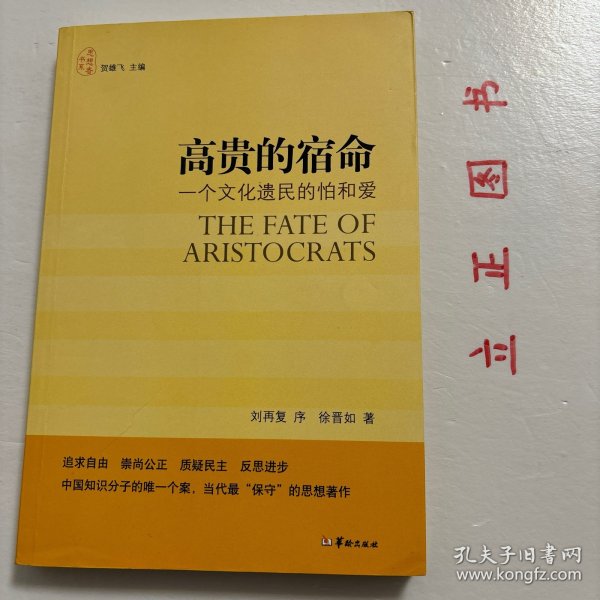 思想者
书系
贺雄飞 主编
高贵的宿命
一个文化遗民的怕和爱
THE FATE OF
ARISTOCRATS
刘再复 序 徐晋如 著
追求自由 崇尚公正 质疑民主 反思进步
中国知识分子的唯一个案，当代最“保守”的思想著作
华龄出版社
立正图书
孔夫子旧书网
www.kongfz.com